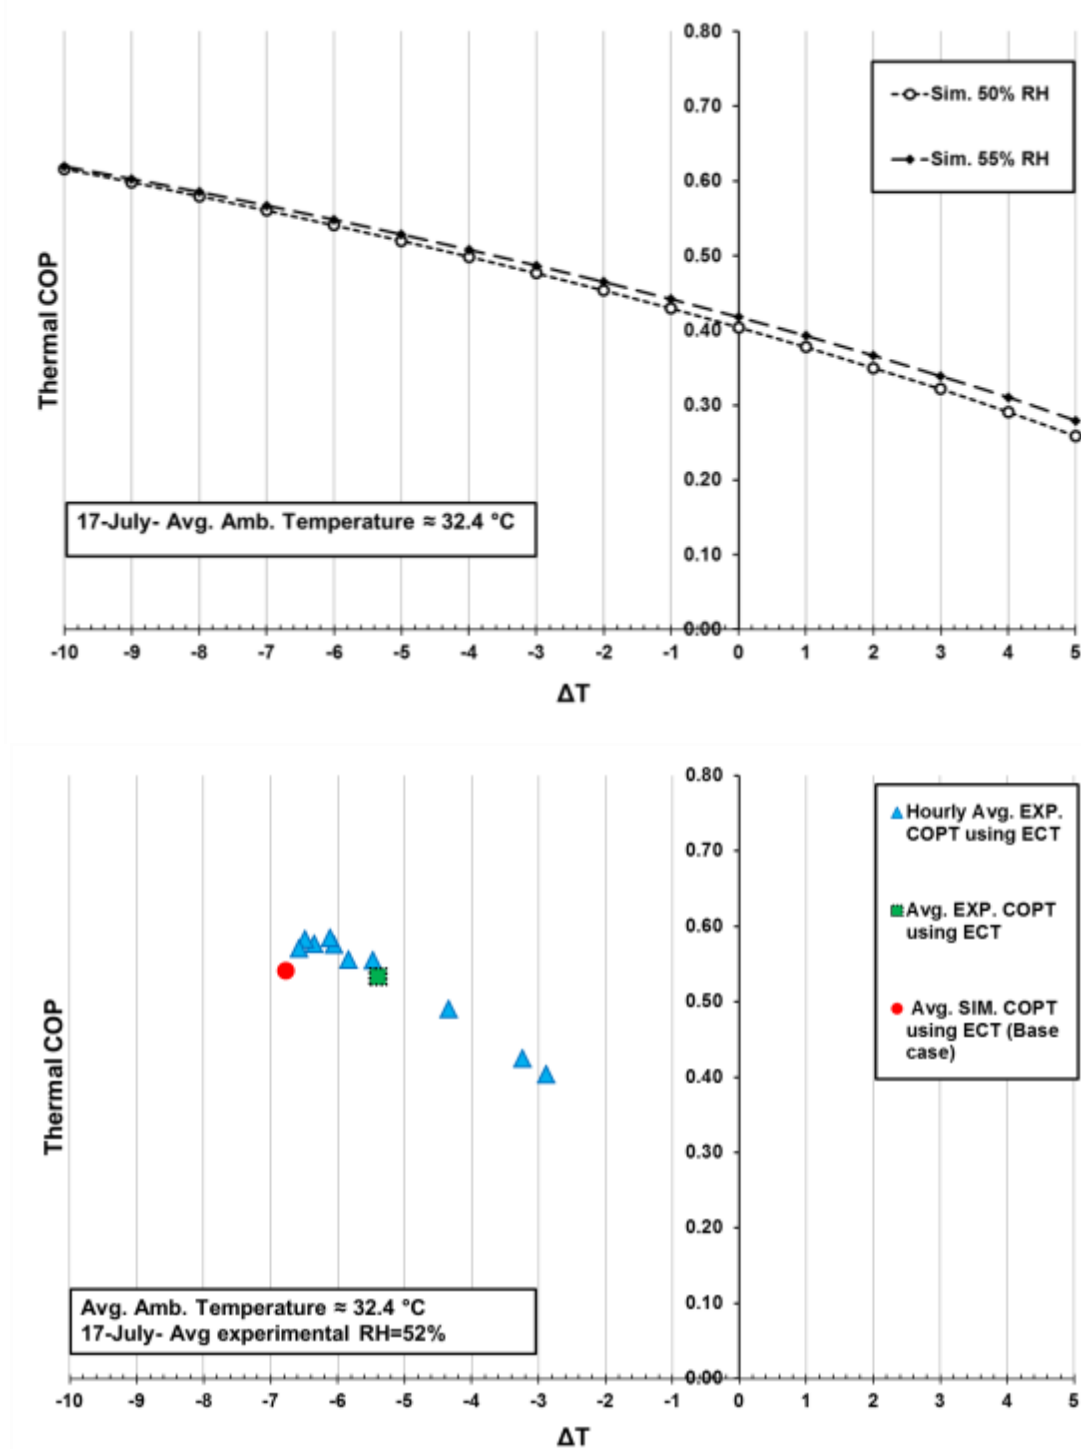 0.80
0.70
0.60
0.50
0.40
0.30
0.20
0.10
0.00
Thermal COP
Sim. 50% RH
Sim. 55% RH
17-July- Avg. Amb. Temperature ≈ 32.4 °C
-10 -9 -8 -7 -6 -5 -4 -3 -2 -1 0 1 2 3 4 5
ΔT
0.80
0.70
0.60
0.50
0.40
0.30
0.20
0.10
0.00
Thermal COP
Hourly Avg. EXP.
COPT using ECT
Avg. EXP. COPT
using ECT
Avg. SIM. COPT
using ECT (Base
case)
Avg. Amb. Temperature ≈ 32.4 °C
17-July- Avg experimental RH=52%
-10 -9 -8 -7 -6 -5 -4 -3 -2 -1 0 1 2 3 4 5
ΔT